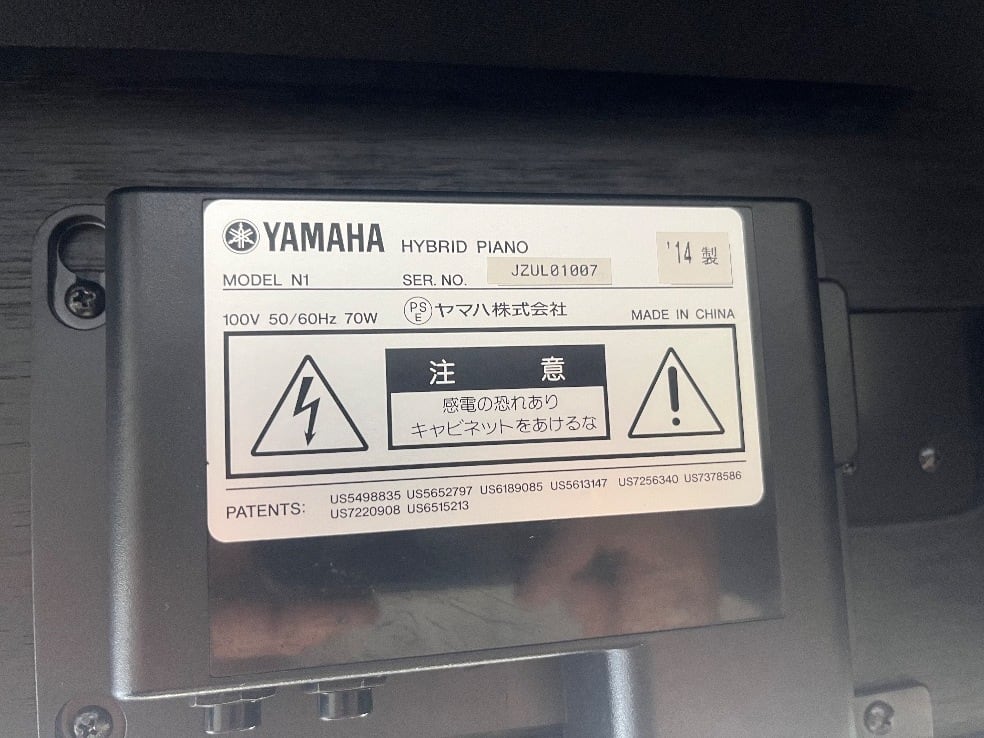 YAMAHA HYBRID PIANO '14 製
MODEL N1 SER. NO. JZUL01007
100V 50/60Hz 70W PS E ヤマハ株式会社 MADE IN CHINA
注 意
感電の恐れあり
キャビネットをあけるな
PATENTS: US5498835 US5652797 US6189085 US5613147 US7256340 US7378586
US7220908 US6515213